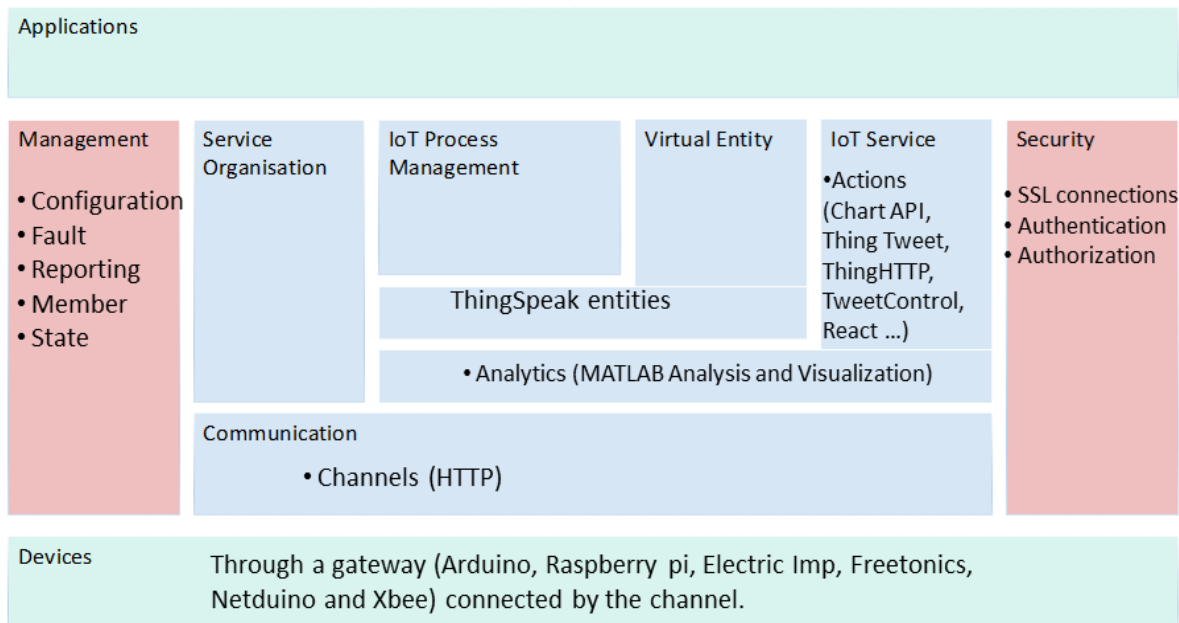 Applications
Management
• Configuration
• Fault
• Reporting
• Member
• State
Service
Organisation
IoT Process
Management
Virtual Entity
IoT Service
•Actions
(Chart API,
Thing Tweet,
ThingHTTP,
TweetControl,
React ...)
Security
• SSL connections
• Authentication
• Authorization
ThingSpeak entities
• Analytics (MATLAB Analysis and Visualization)
Communication
• Channels (HTTP)
Devices
Through a gateway (Arduino, Raspberry pi, Electric Imp, Freetonics,
Netduino and Xbee) connected by the channel.